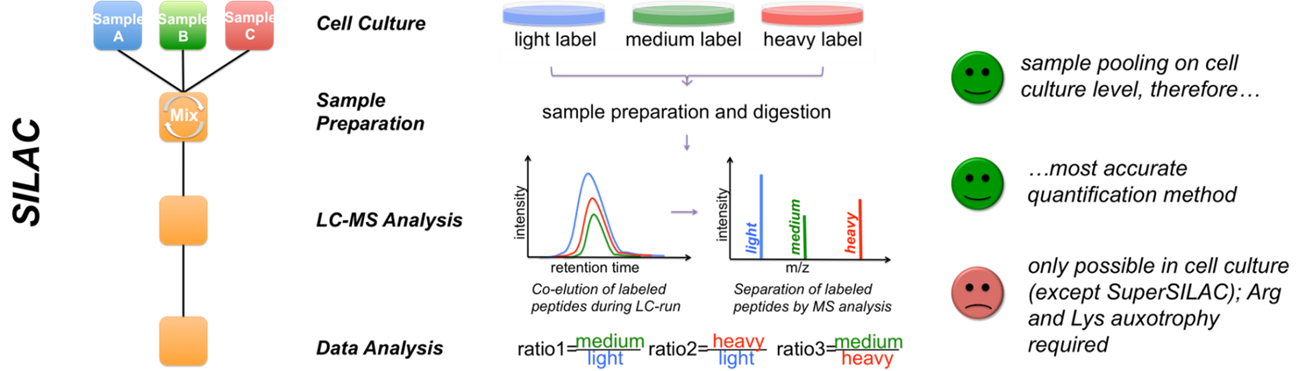 SILAC
Sample
A
Sample
B
Sample
C
Mix
Cell Culture
Sample
Preparation
LC-MS Analysis
Data Analysis
light label
medium label
heavy label
sample preparation and digestion
intensity
retention time
Co-elution of labeled
peptides during LC-run
intensity
light
medium
heavy
m/z
Separation of labeled
peptides by MS analysis
ratio1=medium
light
ratio2=heavy
light
ratio3=medium
heavy
sample pooling on cell
culture level, therefore…
…most accurate
quantification method
only possible in cell culture
(except SuperSILAC); Arg
and Lys auxotrophy
required